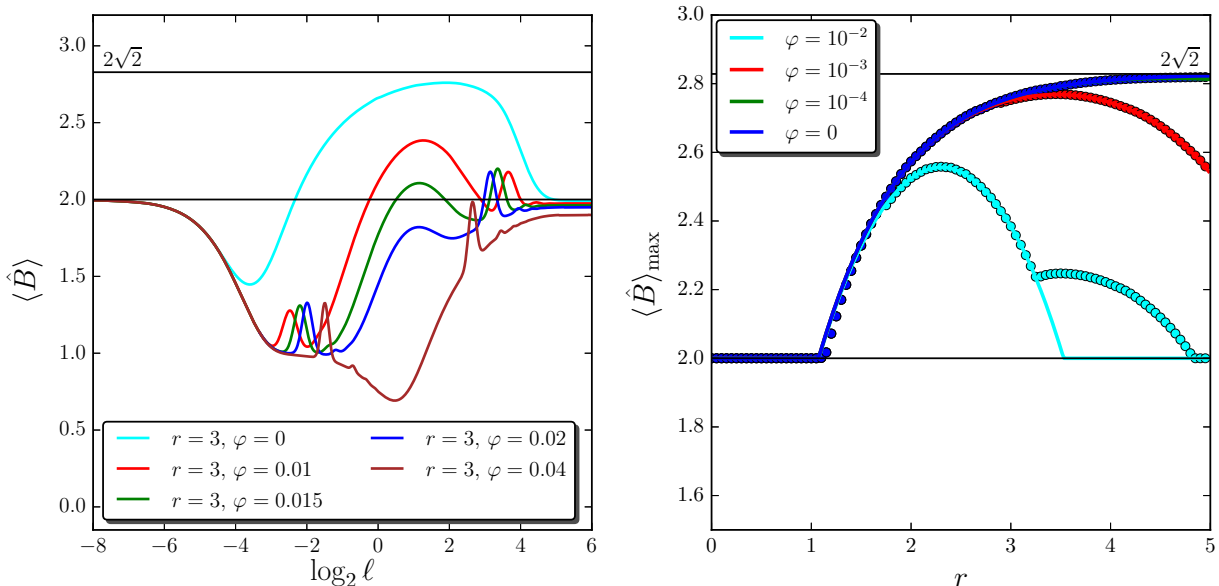 3.0
2√2
2.5
2.0
1.5
1.0
0.5
0.0
⟨B̂⟩
r = 3, φ = 0
r = 3, φ = 0.01
r = 3, φ = 0.015
r = 3, φ = 0.02
r = 3, φ = 0.04
−8 −6 −4 −2 0 2 4 6
log₂ ℓ
3.0
2.8
2.6
2.4
2.2
2.0
1.8
1.6
⟨B̂⟩max
φ = 10⁻²
φ = 10⁻³
φ = 10⁻⁴
φ = 0
2√2
0 1 2 3 4 5
r